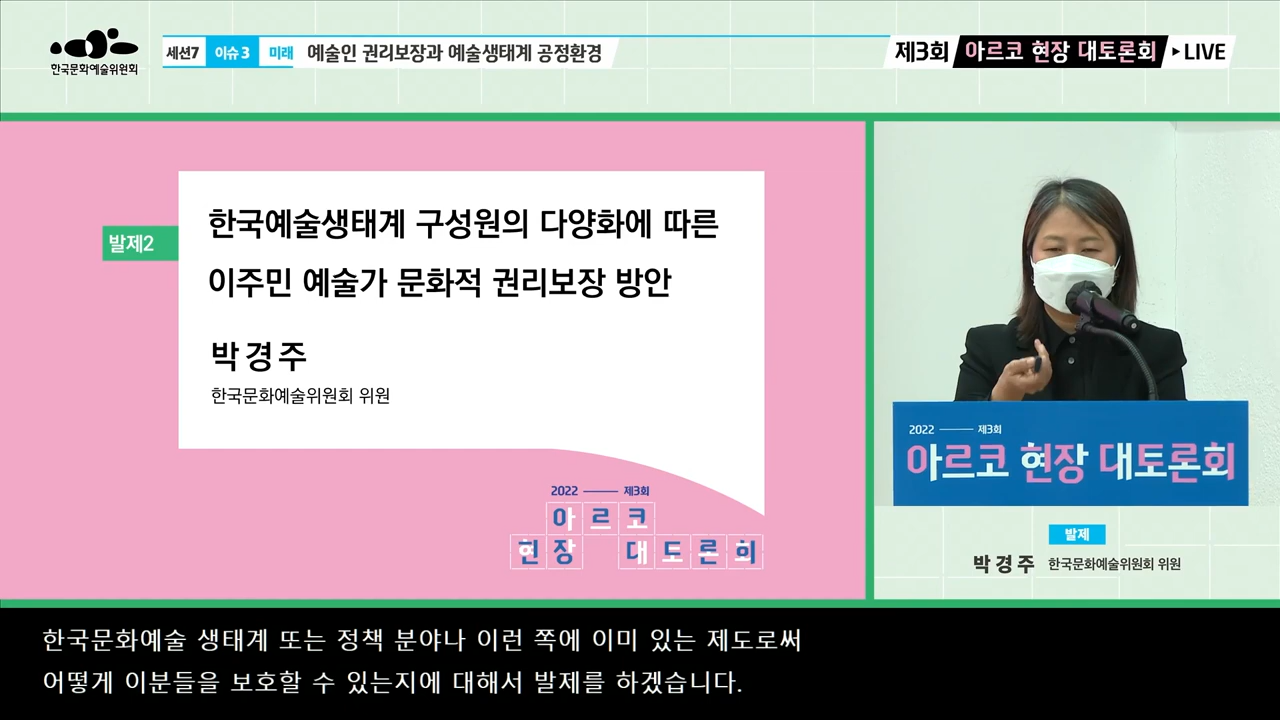 한국문화예술위원회
세션7 이슈 3 미래 예술인 권리보장과 예술생태계 공정환경
제3회 아르코 현장 대토론회 ▸LIVE
발제2
한국예술생태계 구성원의 다양화에 따른
이주민 예술가 문화적 권리보장 방안
박경주
한국문화예술위원회 위원
2022 제3회
아르코
현장 대토론회
2022 제3회
아르코 현장 대토론회
발제
박경주 한국문화예술위원회 위원
한국문화예술 생태계 또는 정책 분야나 이런 쪽에 이미 있는 제도로써
어떻게 이분들을 보호할 수 있는지에 대해서 발제를 하겠습니다.